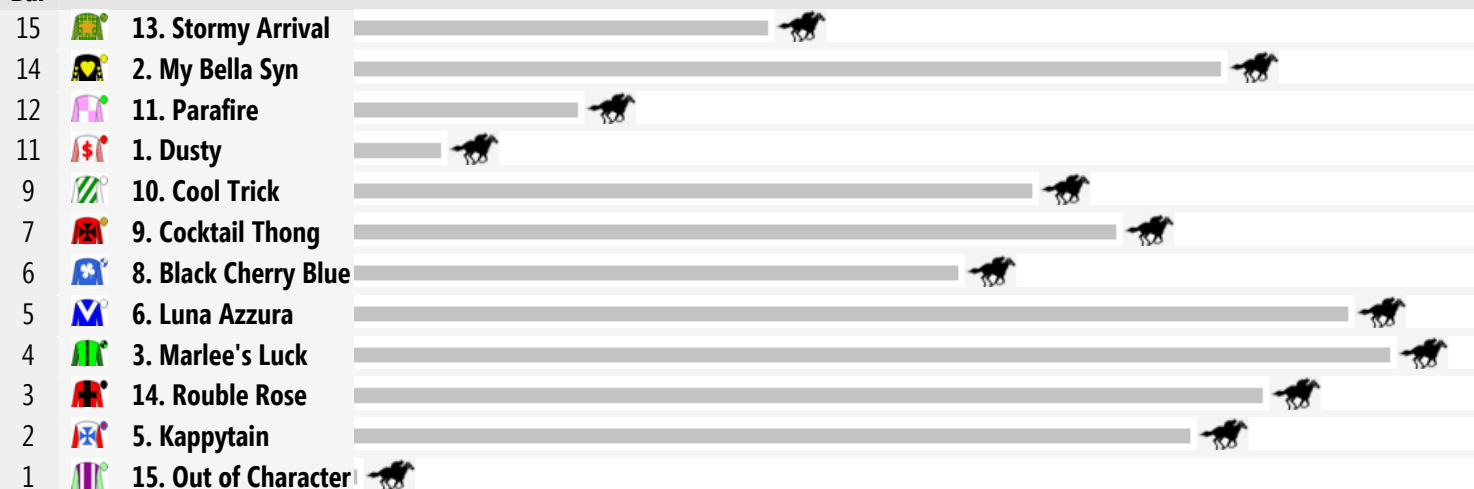 15 13. Stormy Arrival
14 2. My Bella Syn
12 11. Parafire
11 $ 1. Dusty
9 10. Cool Trick
7 9. Cocktail Thong
6 8. Black Cherry Blue
5 6. Luna Azzura
4 3. Marlee's Luck
3 14. Rouble Rose
2 5. Kappytain
1 15. Out of Character